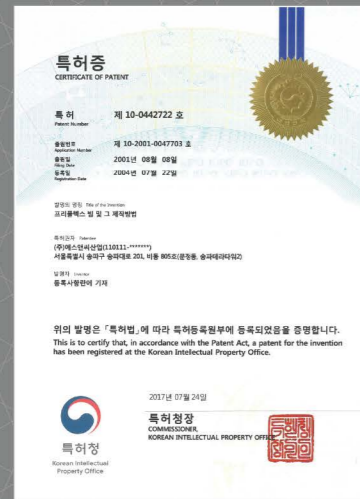 특허증
CERTIFICATE OF PATENT
특 허 제 10-0442722 호
Patent Number
출원번호 제 10-2001-0047703 호
Application Number
출원일 2001년 08월 08일
Filing Date
등록일 2004년 07월 22일
Registration Date
발명의 명칭 Title of the Invention
프리플렉스 빔 및 그 제작방법
특허권자 Patentee
(주)에스앤씨산업(110111-*******)
서울특별시 송파구 송파대로 201, 비동 805호(문정동, 송파테라타워2)
발명자 Inventor
등록사항란에 기재
위의 발명은 「특허법」에 따라 특허등록원부에 등록되었음을 증명합니다.
This is to certify that, in accordance with the Patent Act, a patent for the invention
has been registered at the Korean Intellectual Property Office.
2017년 07월 24일
특허청장
COMMISSIONER,
KOREAN INTELLECTUAL PROPERTY OFFICE
특허청
Korean Intellectual
Property Office